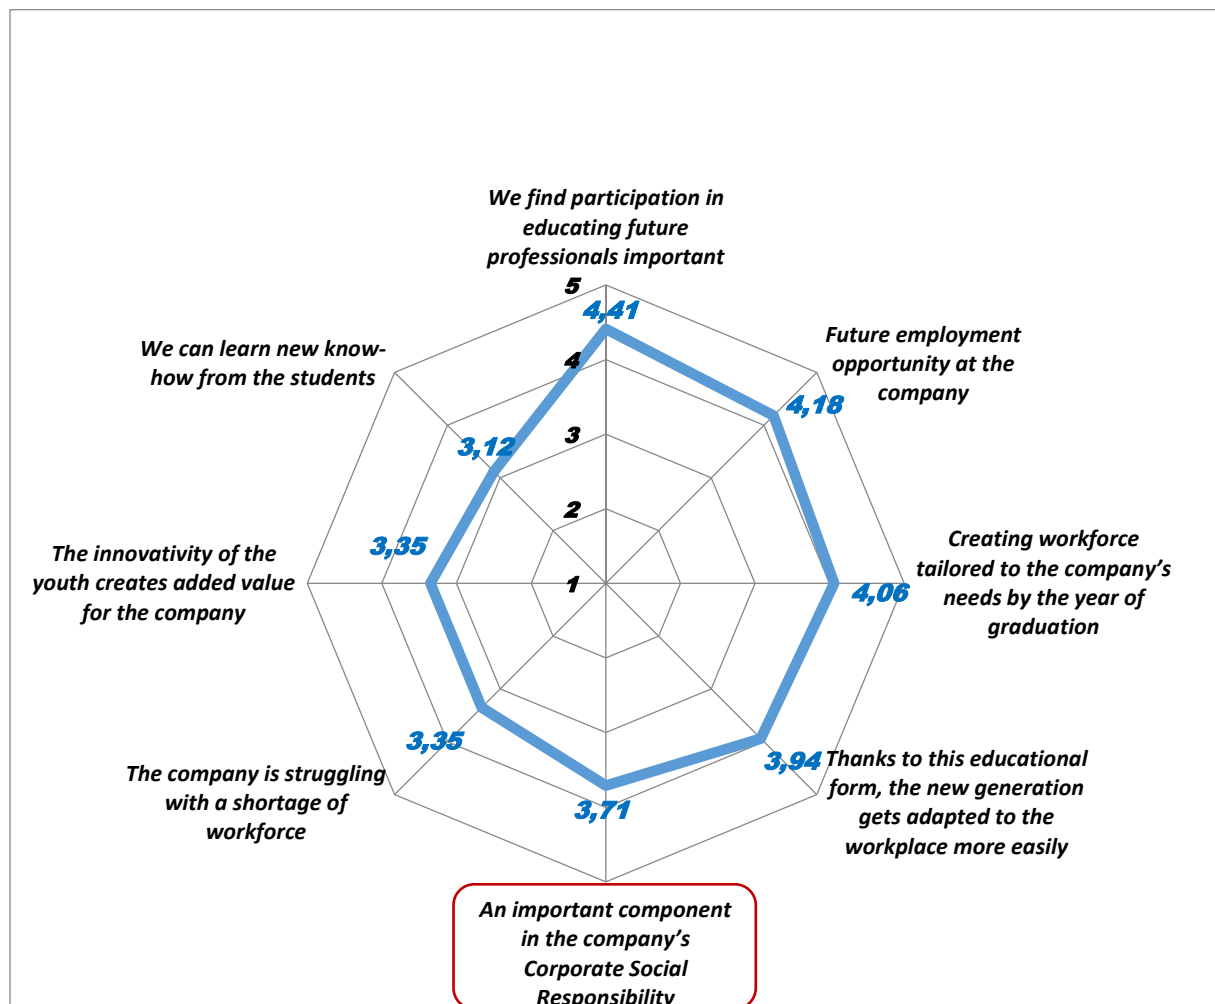 We find participation in
educating future
professionals important
5
4,41
Future employment
opportunity at the
company
We can learn new know-
how from the students
4
4,18
3
3,12
2
3,35
The innovativity of the
youth creates added value
for the company
1
4,06
Creating workforce
tailored to the company’s
needs by the year of
graduation
3,35
3,94
The company is struggling
with a shortage of
workforce
3,71
Thanks to this educational
form, the new generation
gets adapted to the
workplace more easily
An important component
in the company’s
Corporate Social
Responsibility